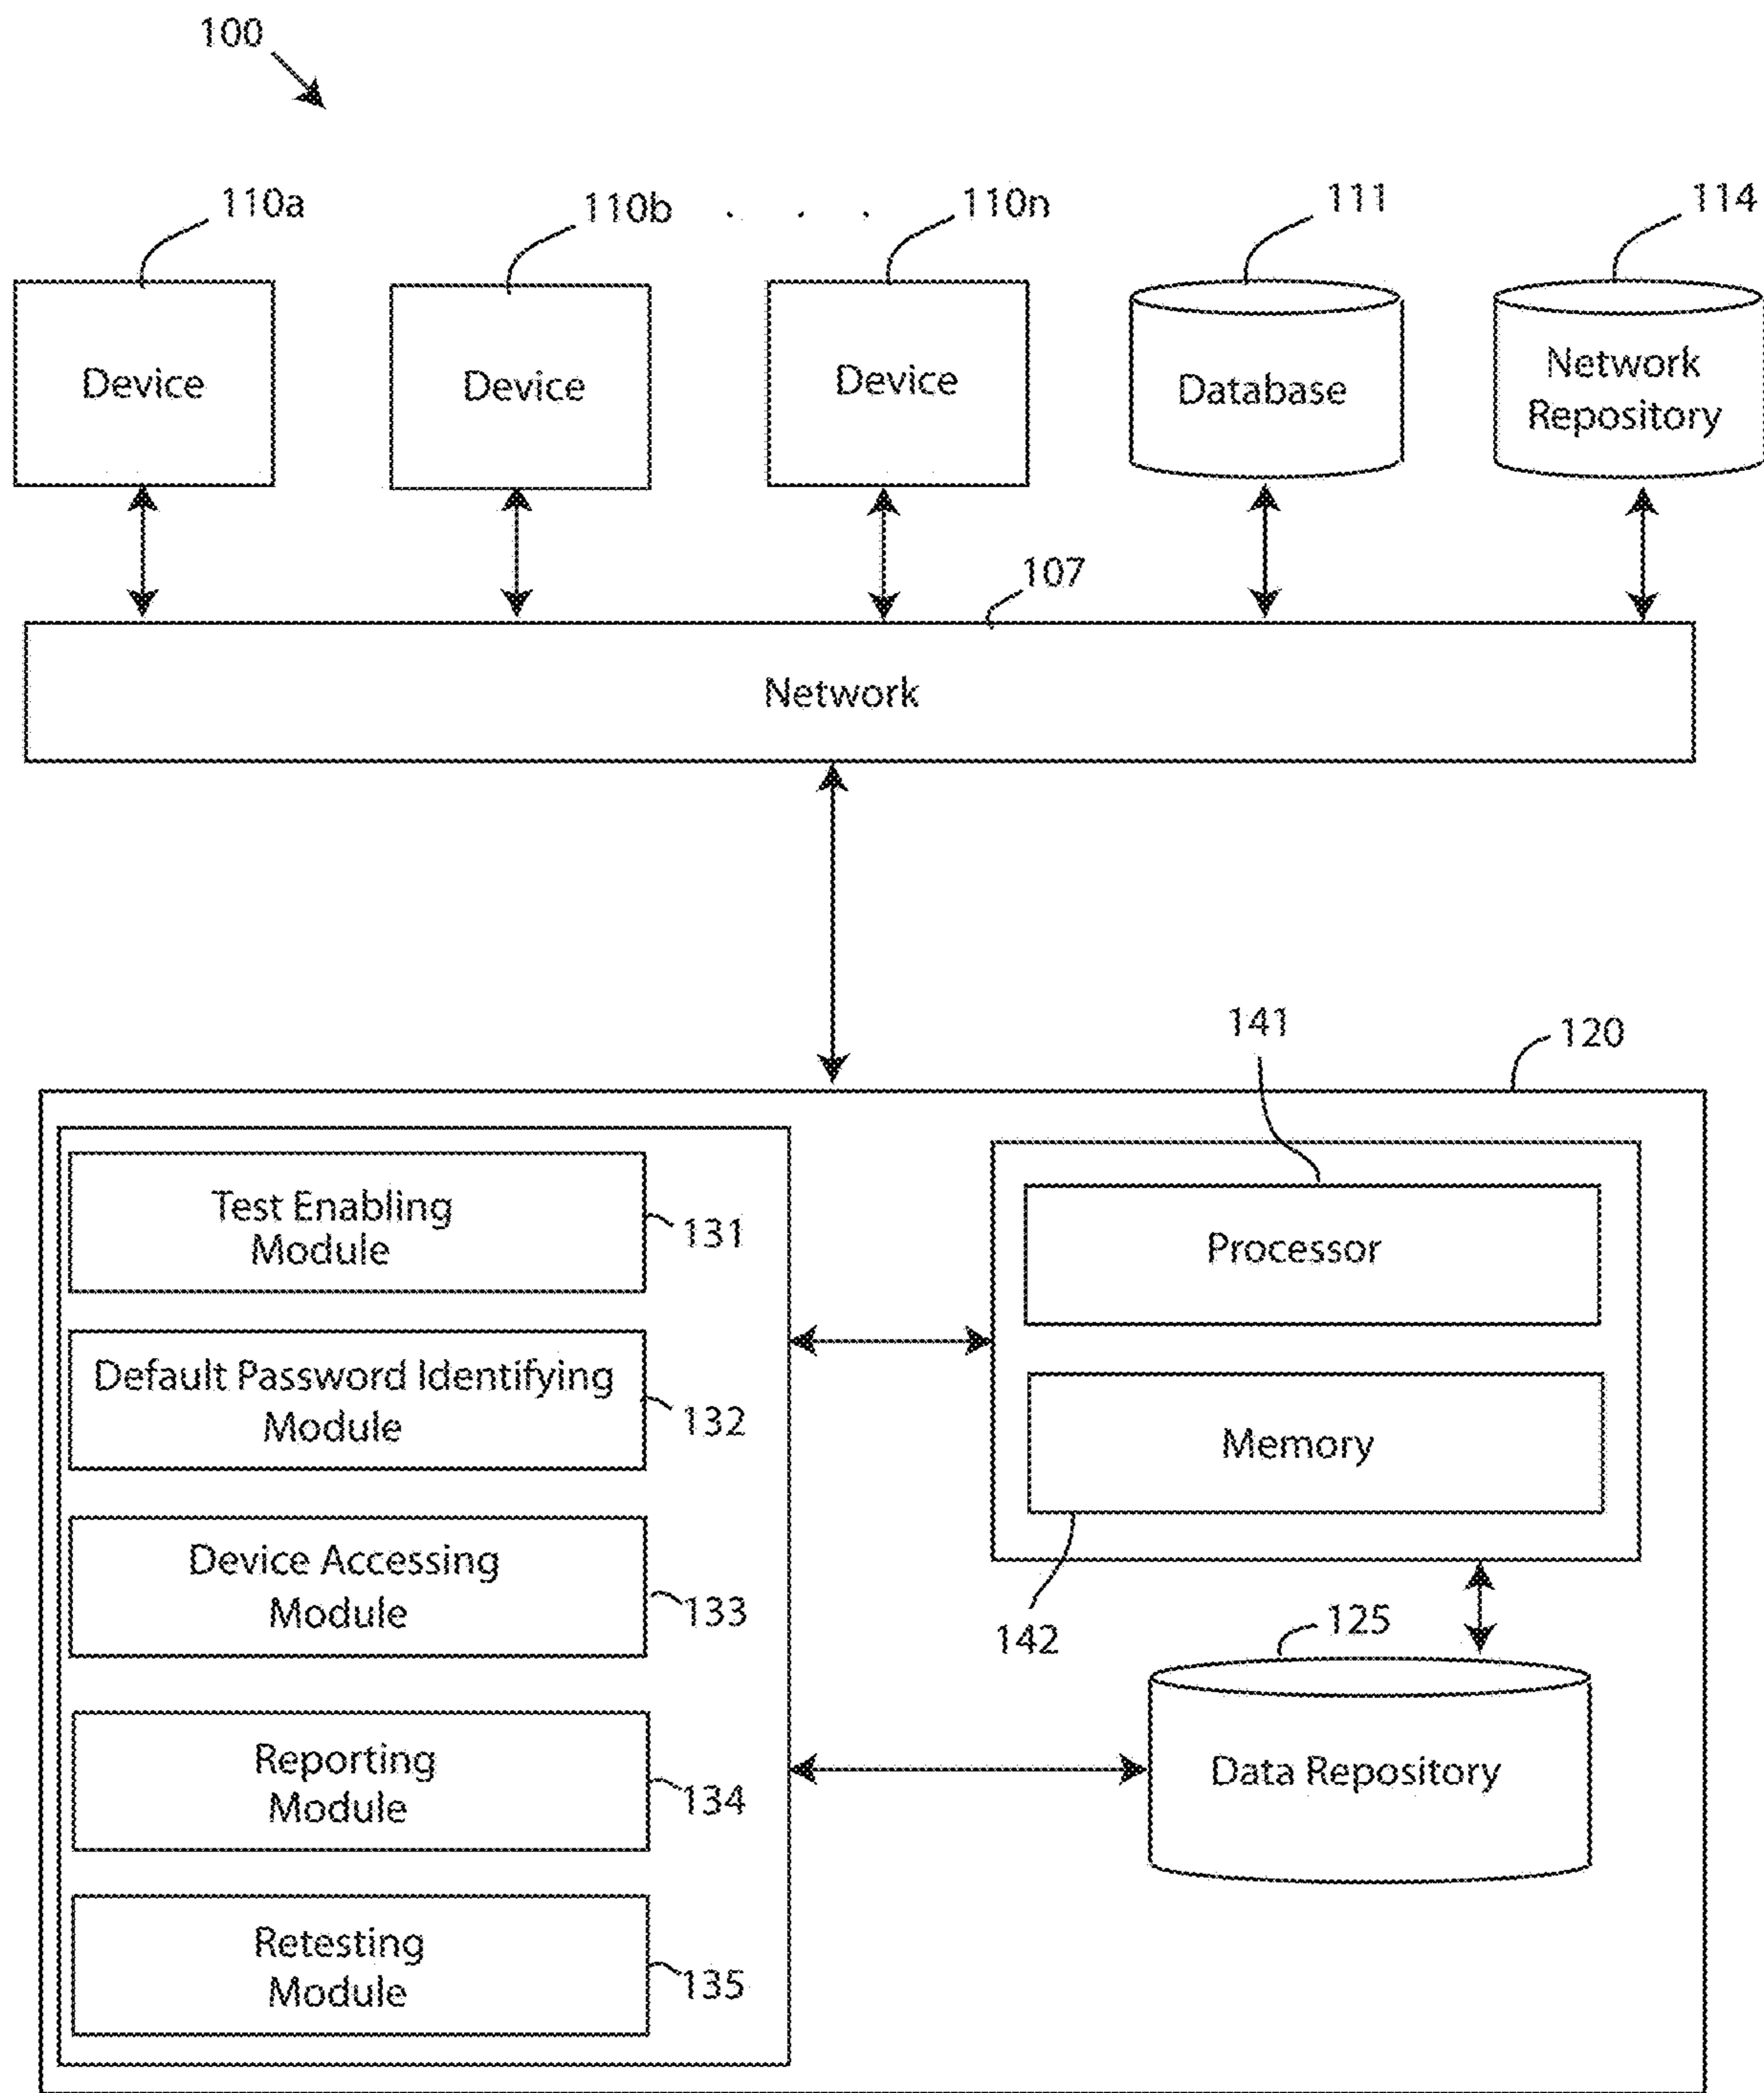 100
110a
110b
. . .
110n
111
114
Device
Device
Device
Database
Network
Repository
107
Network
141
120
Test Enabling
Module
131
Processor
Default Password Identifying
Module
132
Memory
Device Accessing
Module
133
142
125
Reporting
Module
134
Data Repository
Retesting
Module
135